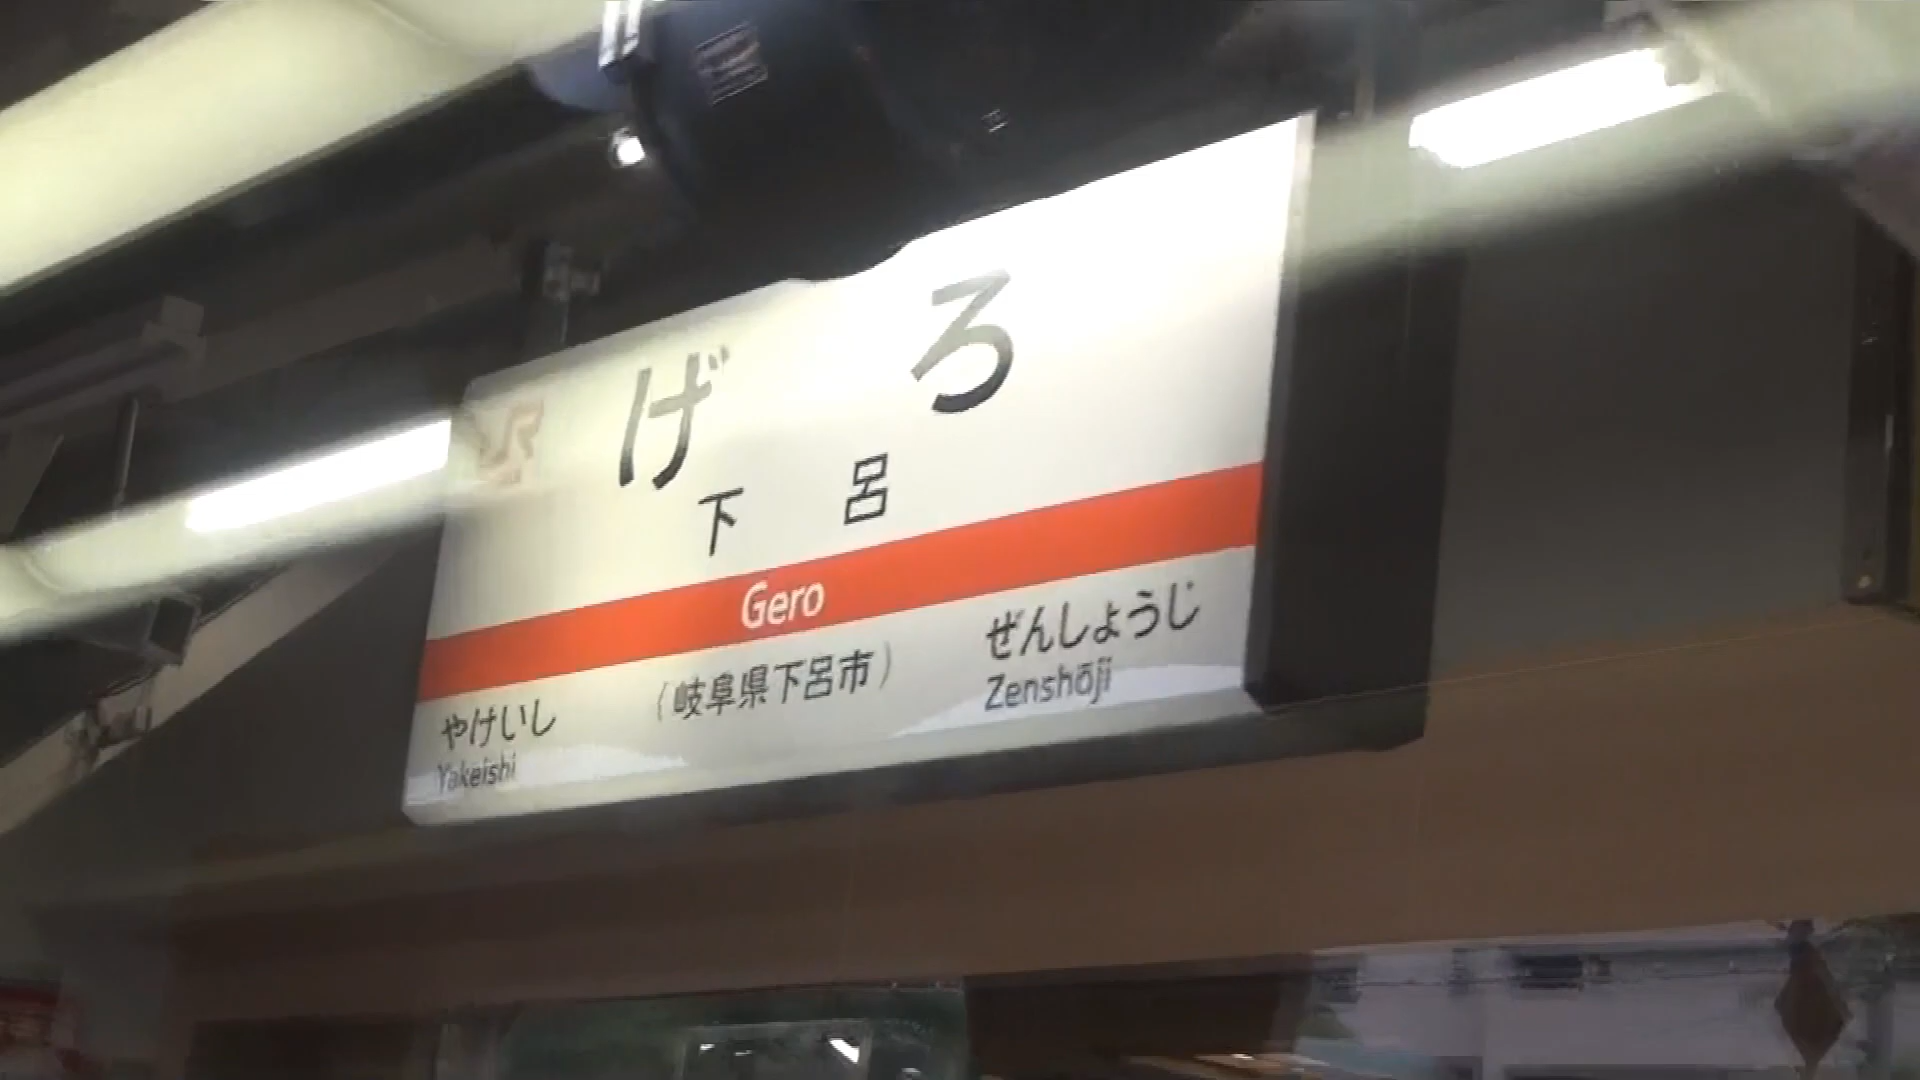 JR
げろ
下呂
Gero
(岐阜県下呂市)
やけいし
Yakeishi
ぜんしょうじ
Zenshōji